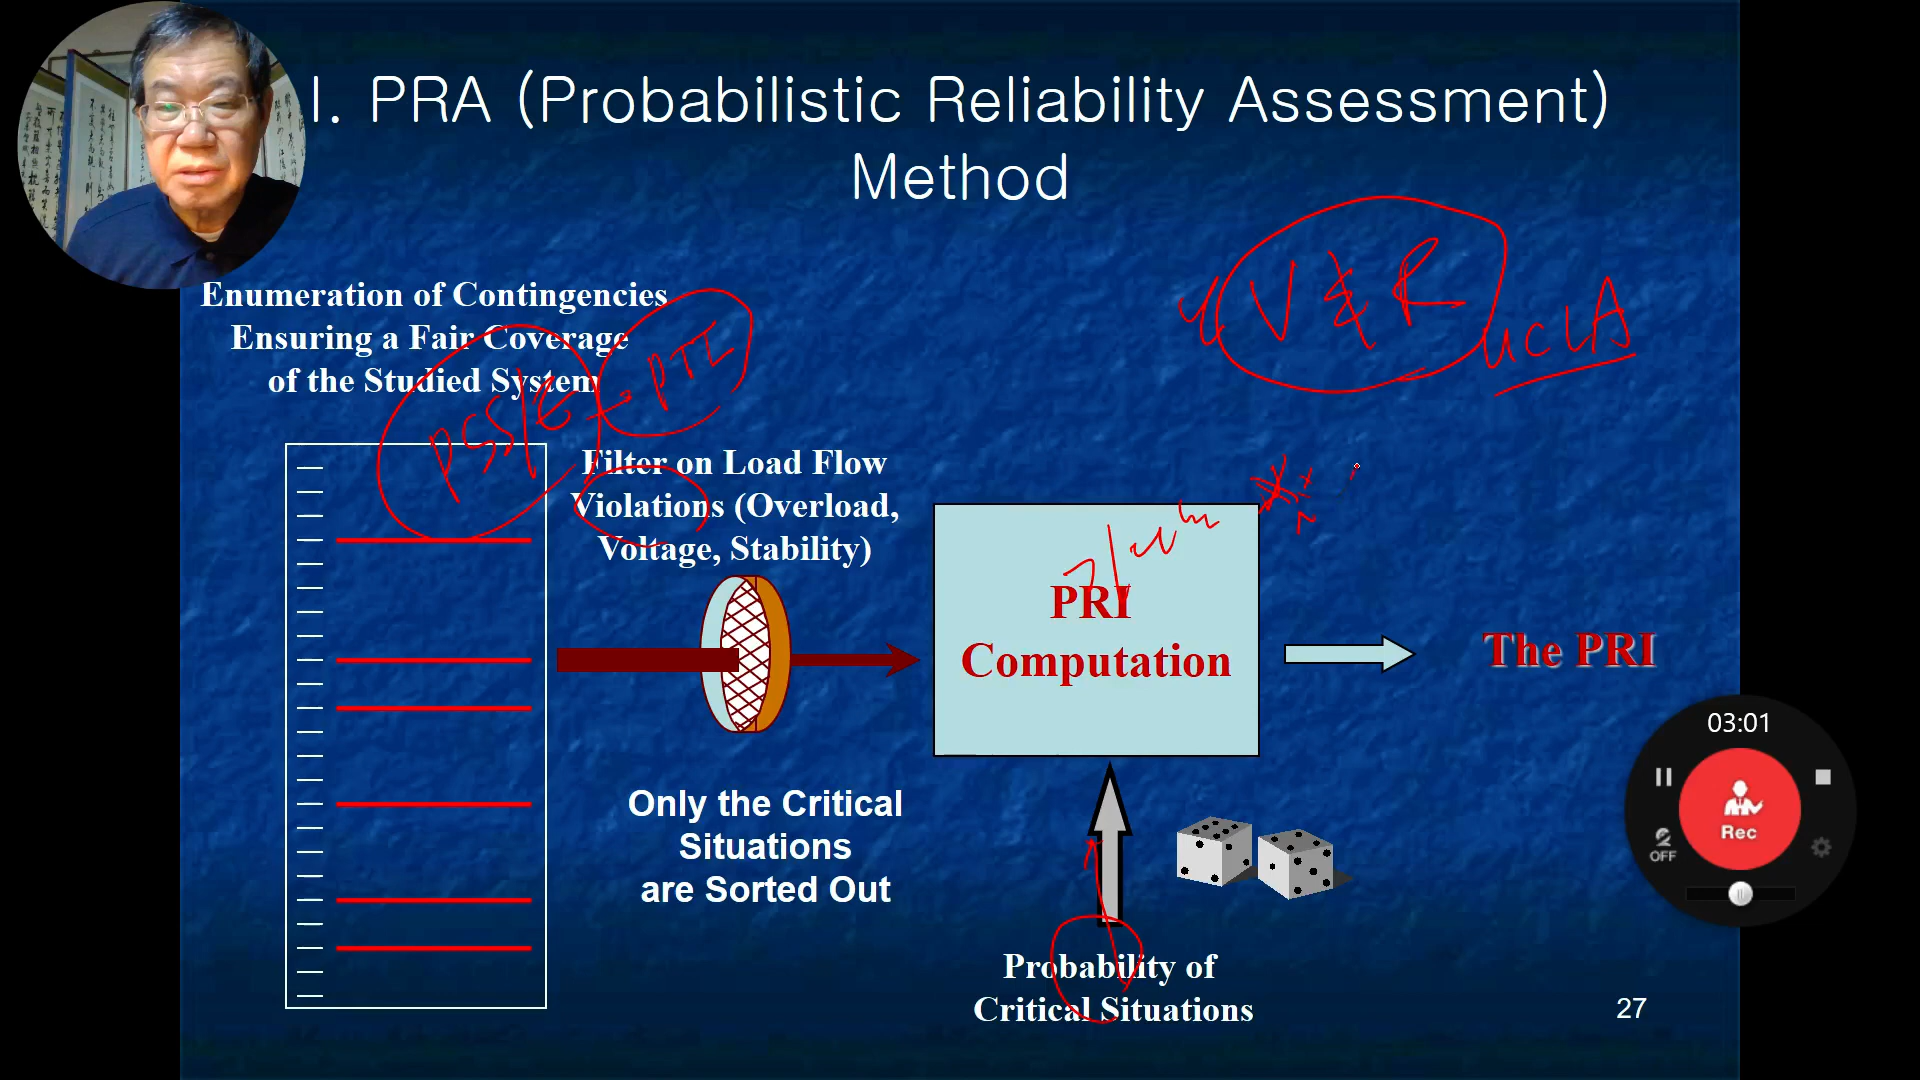 I. PRA (Probabilistic Reliability Assessment)
Method
Enumeration of Contingencies
Ensuring a Fair Coverage
of the Studied System
PSS/E
PTI
V & R
UCLA
Filter on Load Flow
Violations (Overload,
Voltage, Stability)
PRI
Computation
The PRI
Only the Critical
Situations
are Sorted Out
Probability of
Critical Situations
27
03:01
Rec
OFF